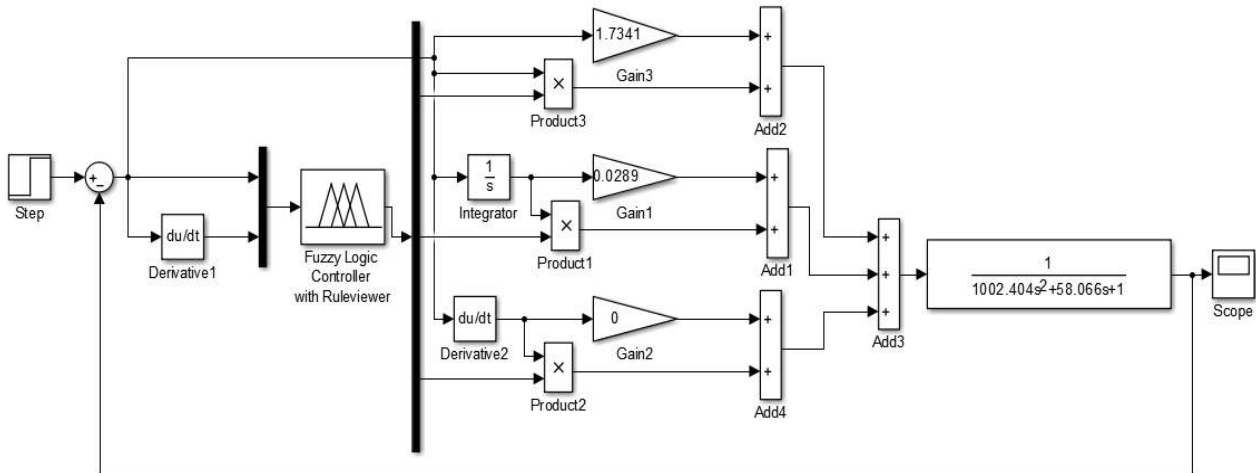 1.7341
Gain3
×
Product3
Add2
+
+
Step
+
−
du/dt
Derivative1
Fuzzy Logic
Controller
with Ruleviewer
1
s
Integrator
0.0289
Gain1
×
Product1
+
+
Add1
du/dt
Derivative2
0
Gain2
×
Product2
+
+
Add4
+
+
+
Add3
1
1002.404s2+58.066s+1
Scope